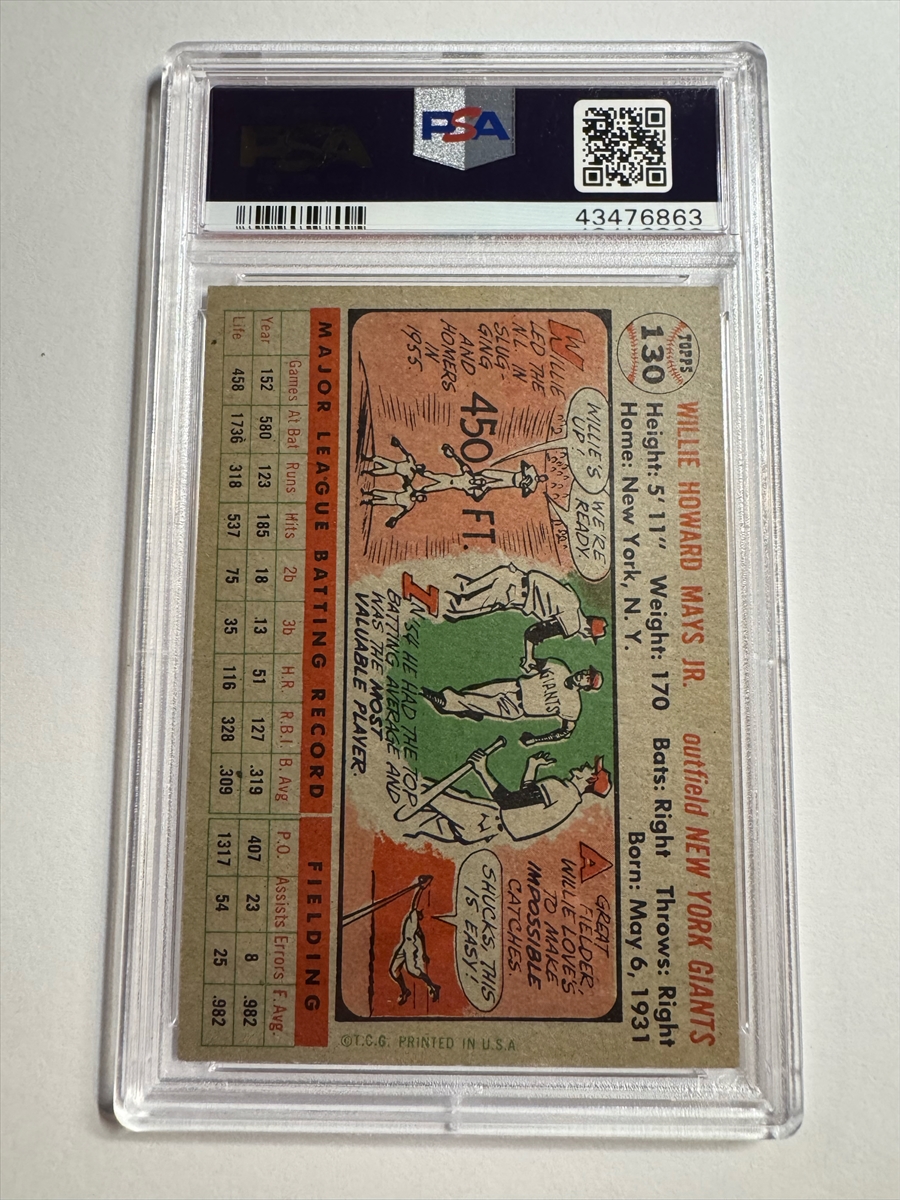 PSA
PSA
43476863
TOPPS
130
WILLIE HOWARD MAYS JR. outfield NEW YORK GIANTS
Height: 5'11" Weight: 170 Bats: Right Throws: Right
Home: New York, N. Y. Born: May 6, 1931
WILLIE
LED THE
N.L. IN
SLUG-
GING
AND
HOMERS
IN
1955
450 FT.
WILLIE'S
UP!
WE'RE
READY.
GIANTS
IN '54 HE HAD THE TOP
BATTING AVERAGE AND
WAS THE MOST
VALUABLE PLAYER.
A GREAT
FIELDER,
WILLIE LOVE'S
TO MAKE
IMPOSSIBLE
CATCHES.
SHUCKS, THIS
IS EASY!
©T.C.G. PRINTED IN U.S.A.
MAJOR LEAGUE BATTING RECORD FIELDING
Games At Bat Runs Hits 2b 3b H.R. R.B.I B. Avg P.O. Assists Errors F. Avg.
Year 152 580 123 185 18 13 51 127 .319 407 23 8 .982
Life 458 1736 318 537 75 35 116 328 .309 1317 54 25 .982